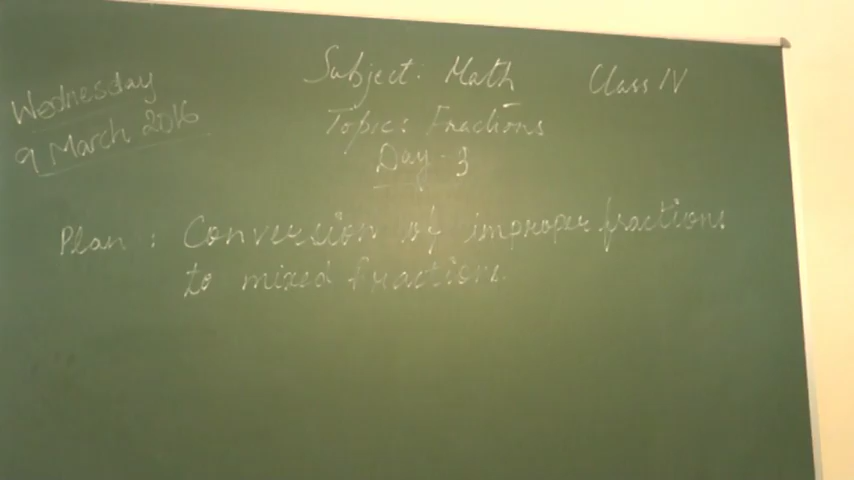 Wednesday
9 March 2016
Subject: Math
Class IV
Topic: Fractions
Day - 3
Plan : Conversion of improper fractions
to mixed fractions.